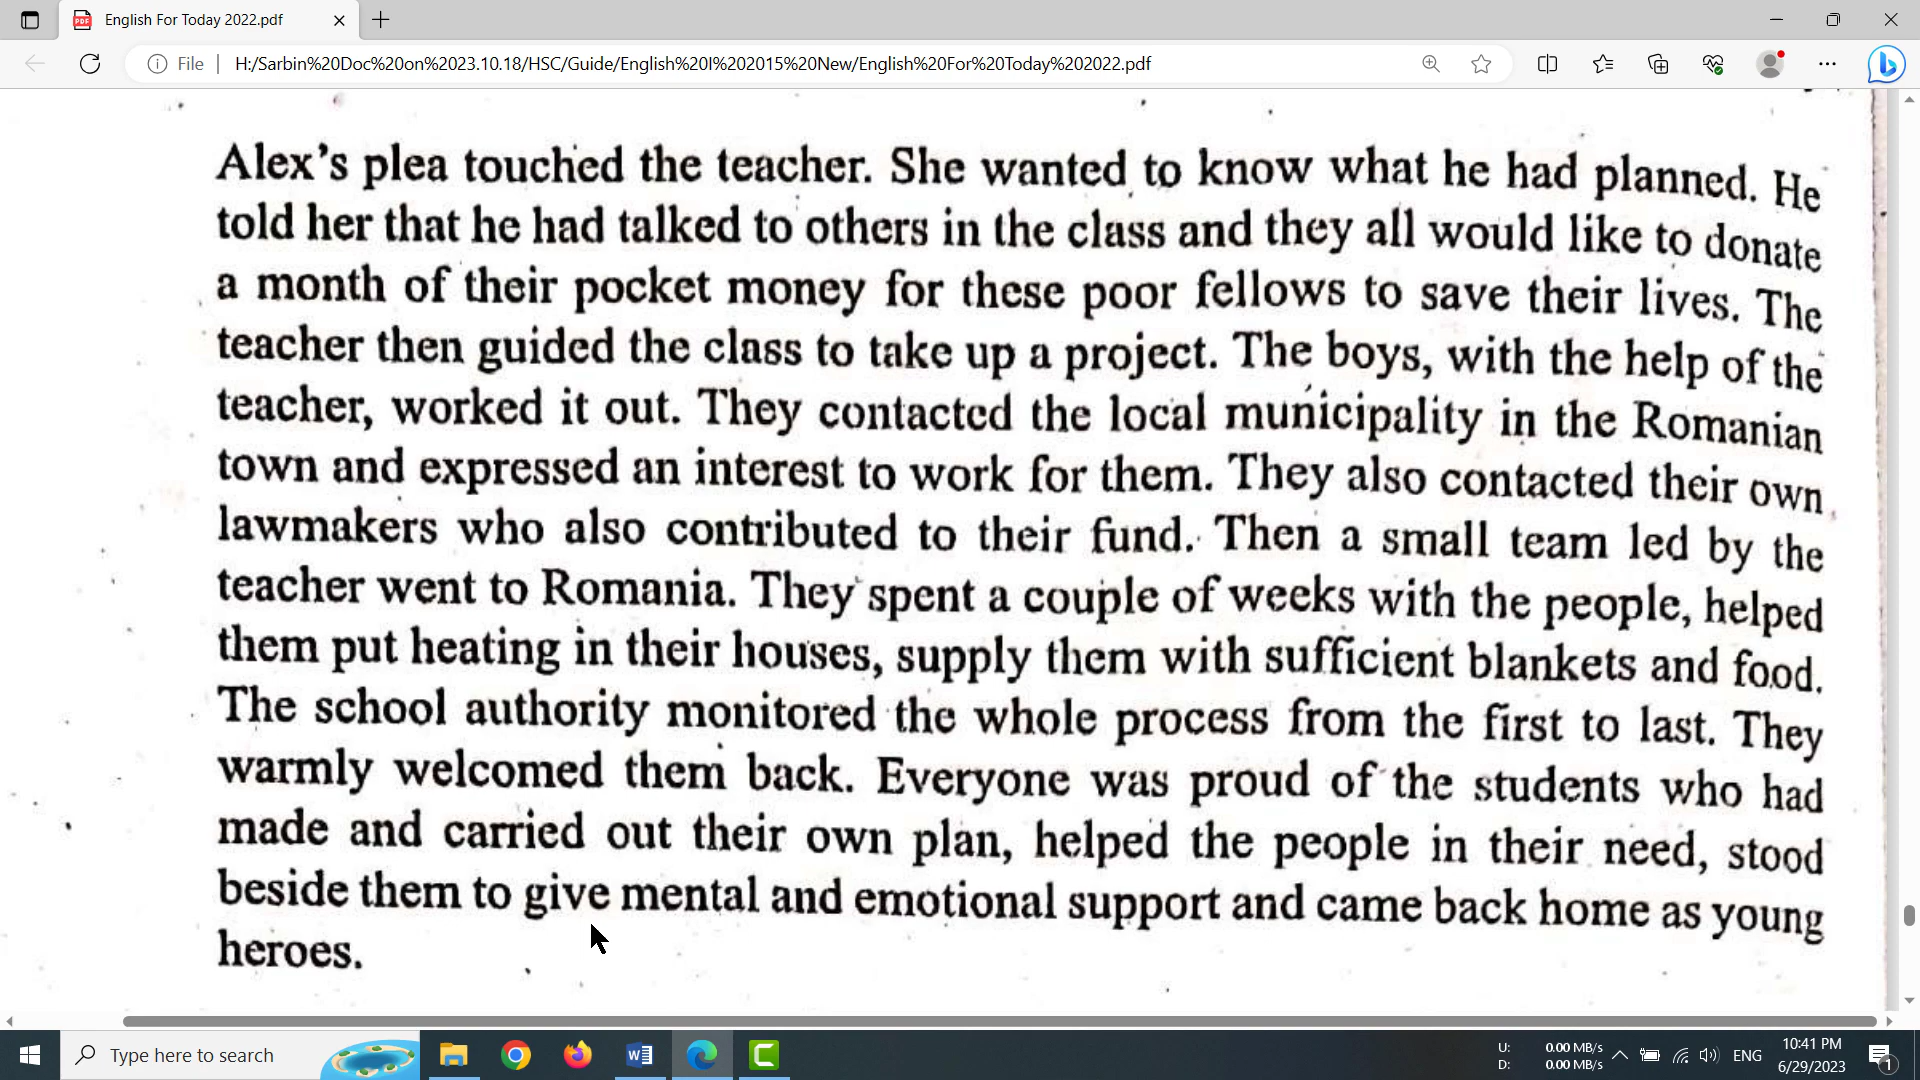 English For Today 2022.pdf
File
H:/Sarbin%20Doc%20on%2023.10.18/HSC/Guide/English%20I%202015%20New/English%20For%20Today%202022.pdf
Alex's plea touched the teacher. She wanted to know what he had planned. He
told her that he had talked to others in the class and they all would like to donate
a month of their pocket money for these poor fellows to save their lives. The
teacher then guided the class to take up a project. The boys, with the help of the
teacher, worked it out. They contacted the local municipality in the Romanian
town and expressed an interest to work for them. They also contacted their own
lawmakers who also contributed to their fund. Then a small team led by the
teacher went to Romania. They spent a couple of weeks with the people, helped
them put heating in their houses, supply them with sufficient blankets and food.
The school authority monitored the whole process from the first to last. They
warmly welcomed them back. Everyone was proud of the students who had
made and carried out their own plan, helped the people in their need, stood
beside them to give mental and emotional support and came back home as young
heroes.
Type here to search
U: 0.00 MB/s
D: 0.00 MB/s
ENG
10:41 PM
6/29/2023
1